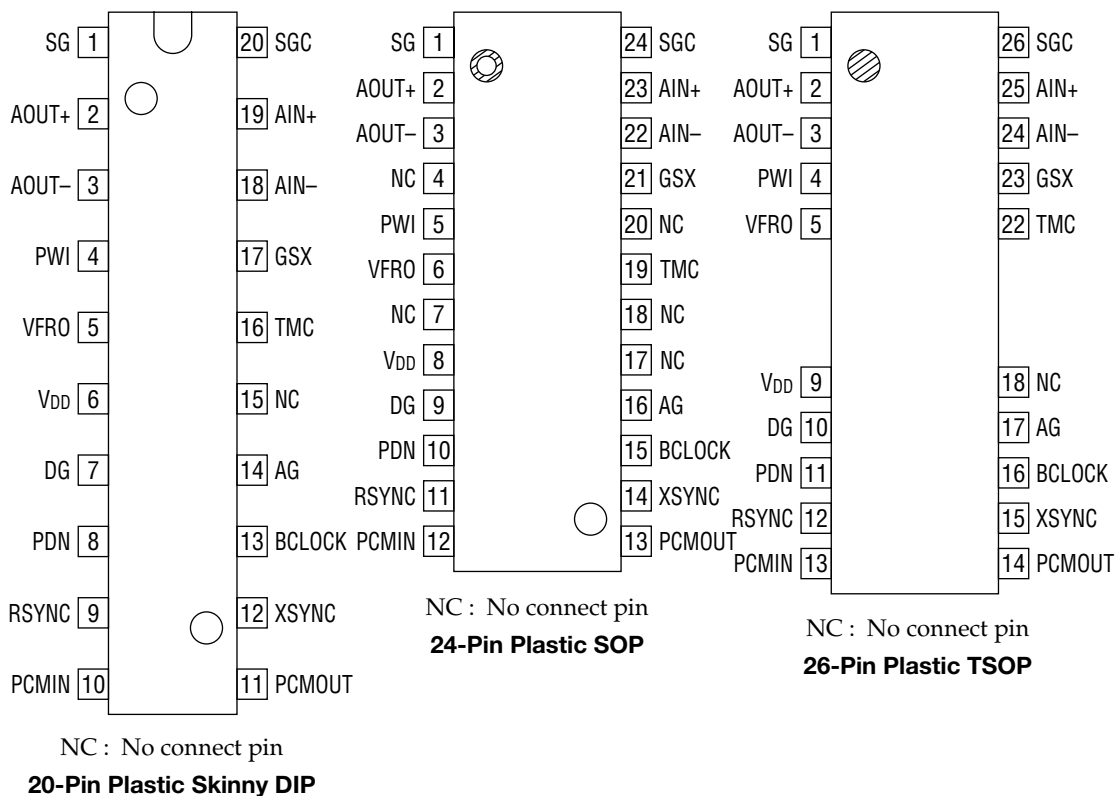 SG 1 20 SGC
AOUT+ 2 19 AIN+
AOUT– 3 18 AIN–
PWI 4 17 GSX
VFRO 5 16 TMC
VDD 6 15 NC
DG 7 14 AG
PDN 8 13 BCLOCK
RSYNC 9 12 XSYNC
PCMIN 10 11 PCMOUT
NC : No connect pin
20-Pin Plastic Skinny DIP
SG 1 24 SGC
AOUT+ 2 23 AIN+
AOUT– 3 22 AIN–
NC 4 21 GSX
PWI 5 20 NC
VFRO 6 19 TMC
NC 7 18 NC
VDD 8 17 NC
DG 9 16 AG
PDN 10 15 BCLOCK
RSYNC 11 14 XSYNC
PCMIN 12 13 PCMOUT
NC : No connect pin
24-Pin Plastic SOP
SG 1 26 SGC
AOUT+ 2 25 AIN+
AOUT– 3 24 AIN–
PWI 4 23 GSX
VFRO 5 22 TMC
VDD 9 18 NC
DG 10 17 AG
PDN 11 16 BCLOCK
RSYNC 12 15 XSYNC
PCMIN 13 14 PCMOUT
NC : No connect pin
26-Pin Plastic TSOP